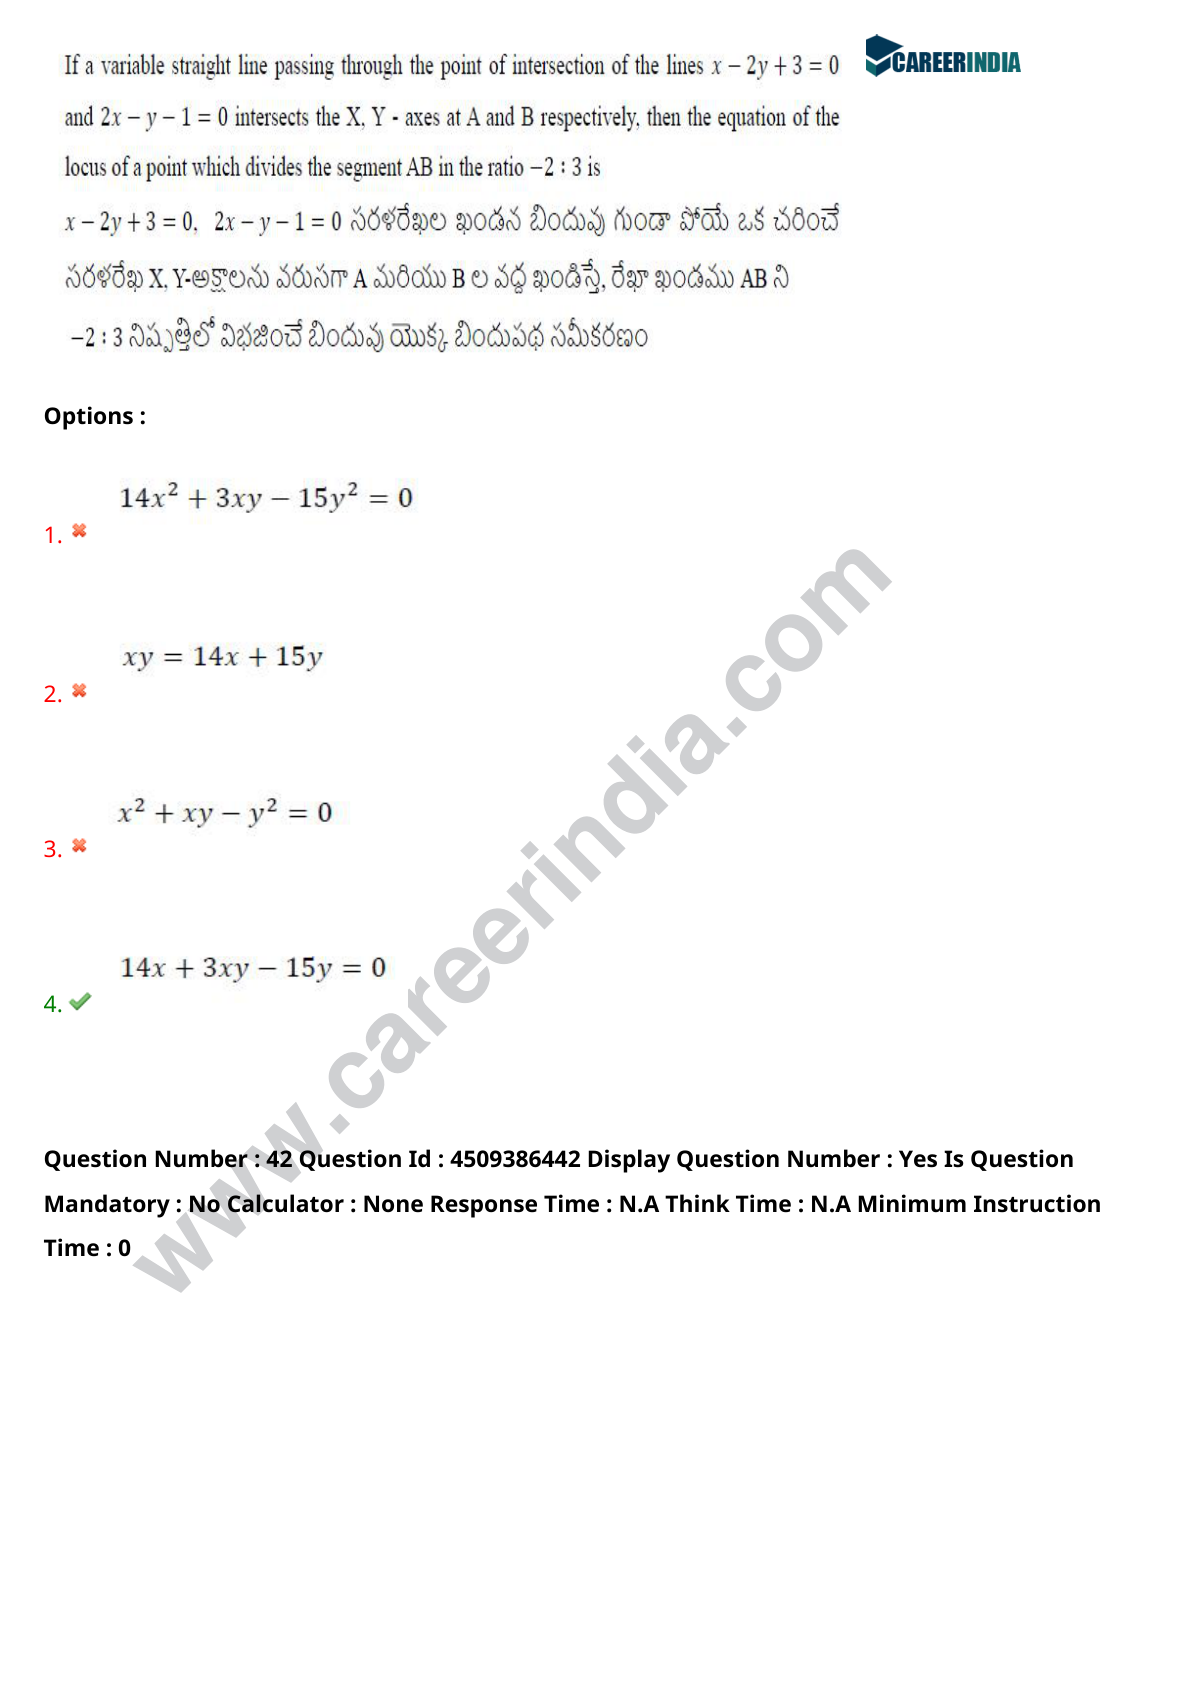 CAREERINDIA
If a variable straight line passing through the point of intersection of the lines x − 2y + 3 = 0
and 2x − y − 1 = 0 intersects the X, Y - axes at A and B respectively, then the equation of the
locus of a point which divides the segment AB in the ratio −2 : 3 is
x − 2y + 3 = 0, 2x − y − 1 = 0 సరళరేఖల ఖండన బిందువు గుండా పోయే ఒక చరించే
సరళరేఖ X, Y-అక్షాలను వరుసగా A మరియు B ల వద్ద ఖండిస్తే, రేఖా ఖండము AB ని
−2 : 3 నిష్పత్తిలో విభజించే బిందువు యొక్క బిందుపథ సమీకరణం
Options :
14x² + 3xy − 15y² = 0
1.
xy = 14x + 15y
2.
x² + xy − y² = 0
3.
14x + 3xy − 15y = 0
4.
www.careerindia.com
Question Number : 42 Question Id : 4509386442 Display Question Number : Yes Is Question
Mandatory : No Calculator : None Response Time : N.A Think Time : N.A Minimum Instruction
Time : 0